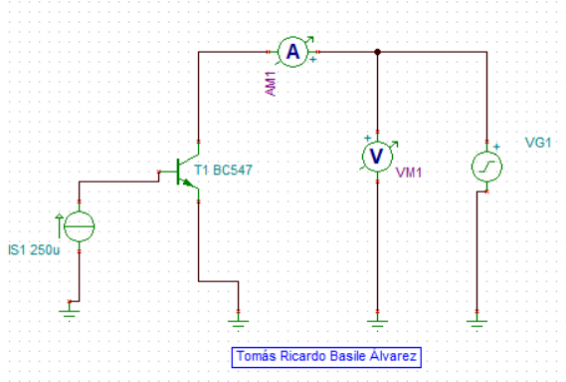 A
+
AM1
+
V
VM1
+
VG1
T1 BC547
IS1 250u
Tomás Ricardo Basile Álvarez